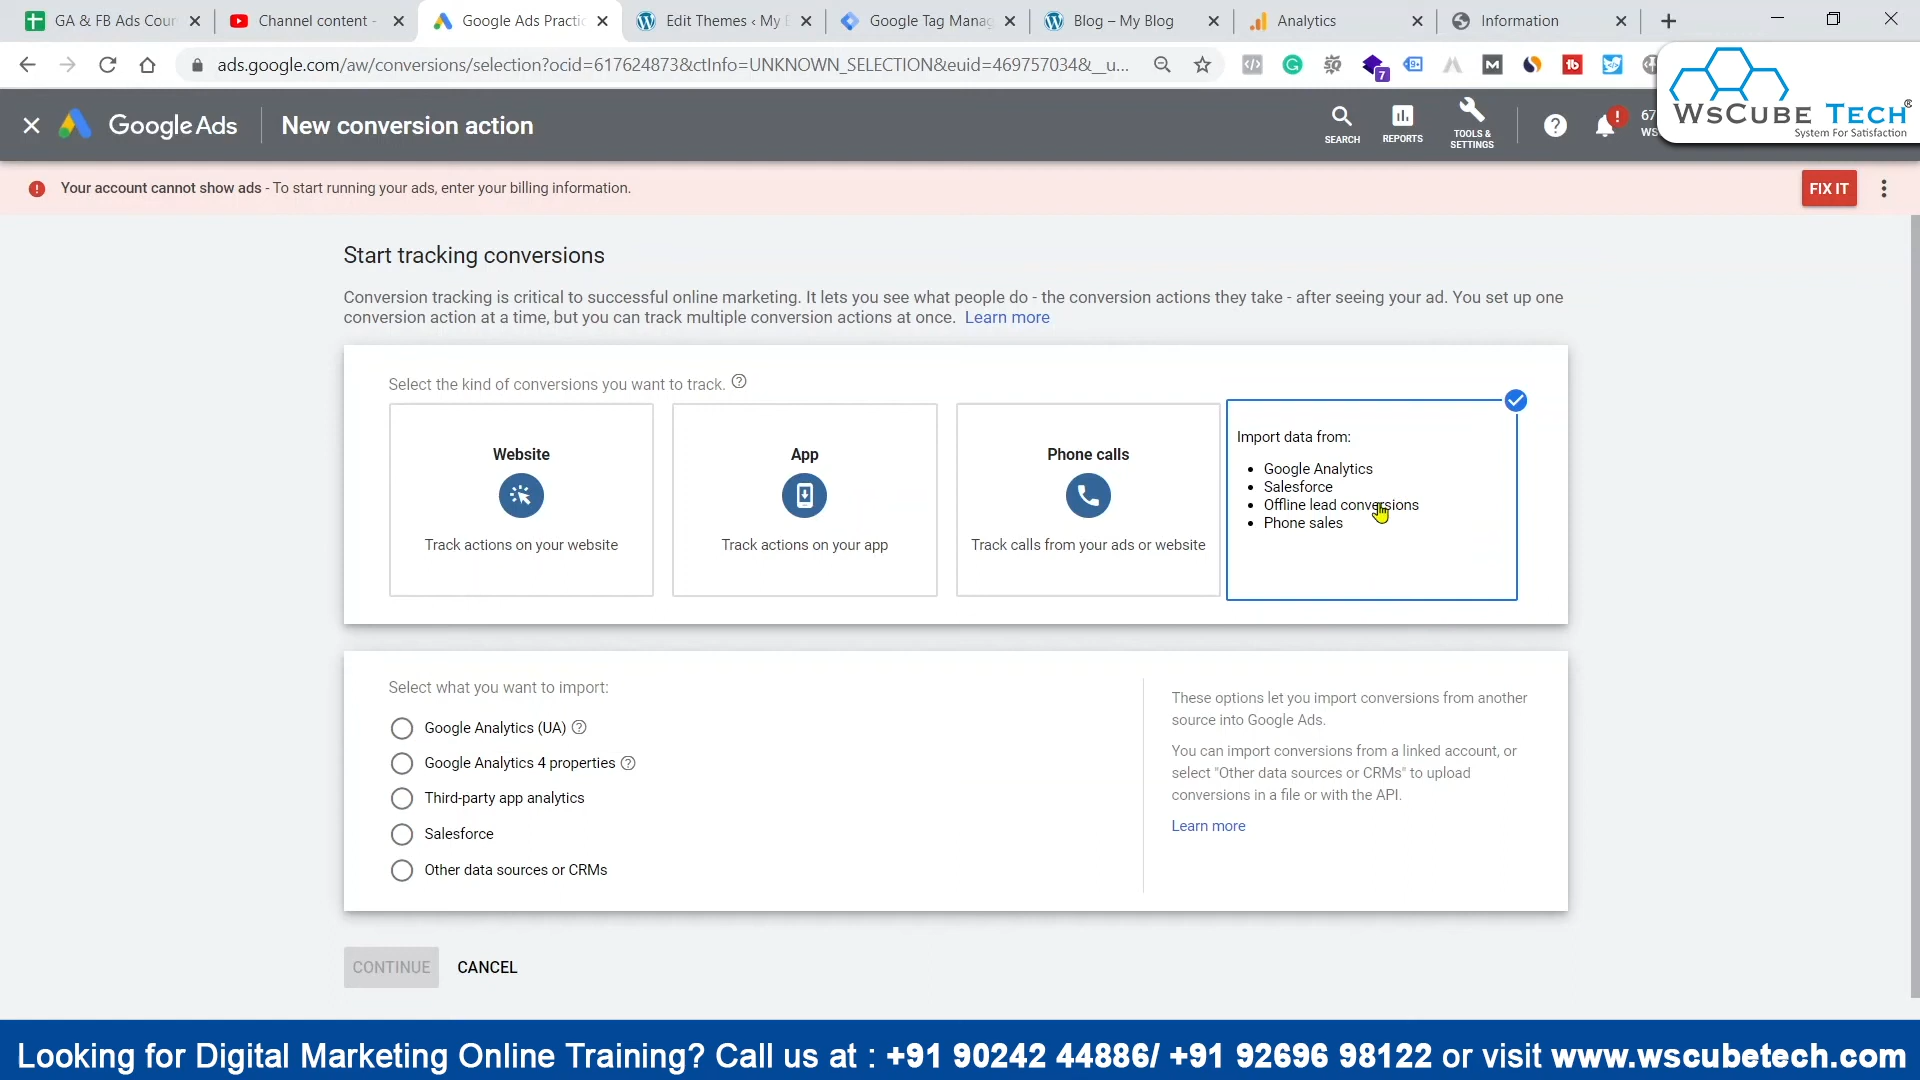 GA & FB Ads Coun
Channel content -
Google Ads Practic
Edit Themes ‹ My B
Google Tag Manag
Blog – My Blog
Analytics
Information
ads.google.com/aw/conversions/selection?ocid=617624873&ctInfo=UNKNOWN_SELECTION&euid=469757034&__u...
Google Ads
New conversion action
SEARCH
REPORTS
TOOLS &
SETTINGS
67
WS
WsCube Tech®
System For Satisfaction
Your account cannot show ads - To start running your ads, enter your billing information.
FIX IT
Start tracking conversions
Conversion tracking is critical to successful online marketing. It lets you see what people do - the conversion actions they take - after seeing your ad. You set up one
conversion action at a time, but you can track multiple conversion actions at once. Learn more
Select the kind of conversions you want to track.
Website
Track actions on your website
App
Track actions on your app
Phone calls
Track calls from your ads or website
Import data from:
• Google Analytics
• Salesforce
• Offline lead conversions
• Phone sales
Select what you want to import:
Google Analytics (UA)
Google Analytics 4 properties
Third-party app analytics
Salesforce
Other data sources or CRMs
These options let you import conversions from another
source into Google Ads.
You can import conversions from a linked account, or
select "Other data sources or CRMs" to upload
conversions in a file or with the API.
Learn more
CONTINUE
CANCEL
Looking for Digital Marketing Online Training? Call us at : +91 90242 44886/ +91 92696 98122 or visit www.wscubetech.com